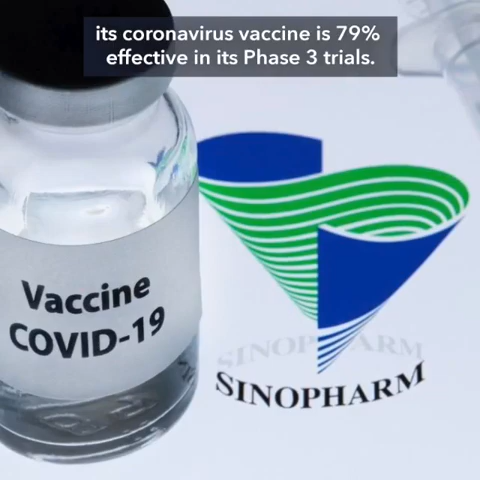 its coronavirus vaccine is 79%
effective in its Phase 3 trials.
Vaccine
COVID-19
SINOPHARM
SINOPHARM